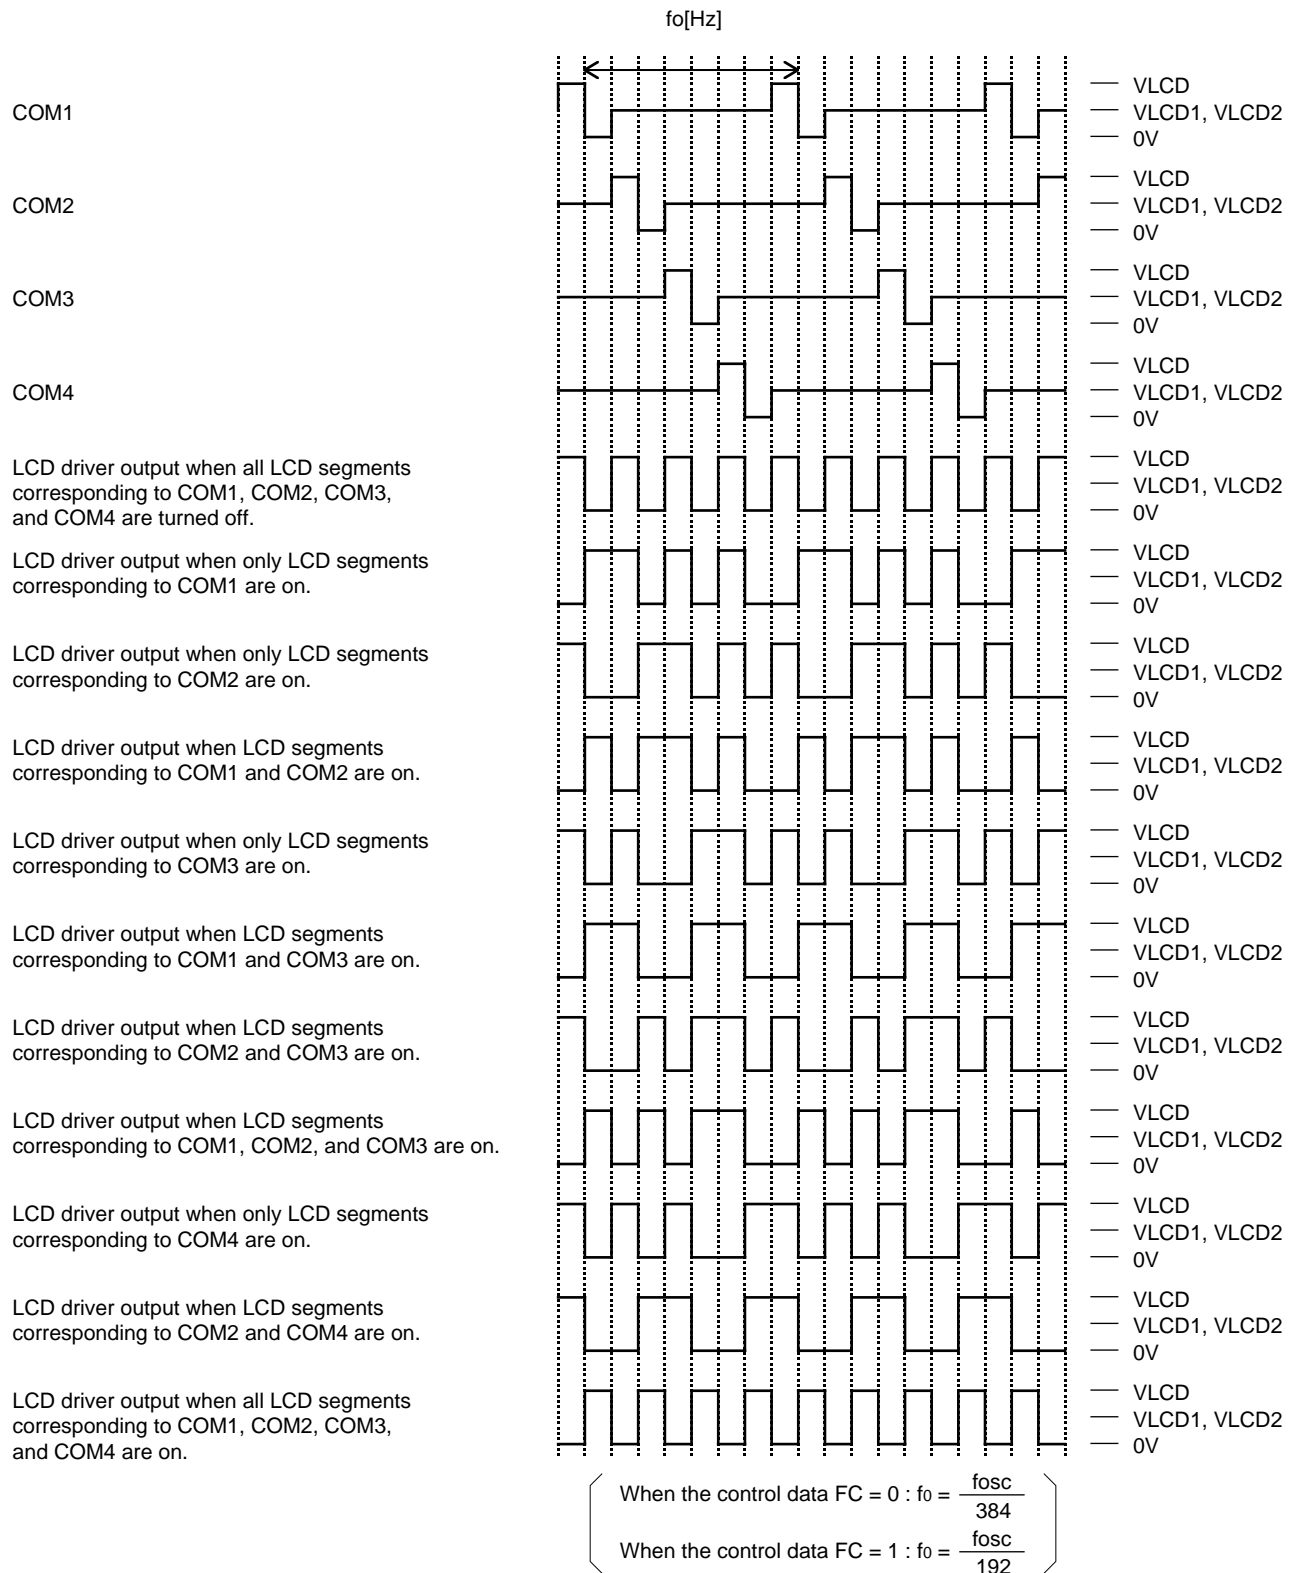 fo[Hz]
COM1
VLCD
VLCD1, VLCD2
0V
COM2
VLCD
VLCD1, VLCD2
0V
COM3
VLCD
VLCD1, VLCD2
0V
COM4
VLCD
VLCD1, VLCD2
0V
LCD driver output when all LCD segments
corresponding to COM1, COM2, COM3,
and COM4 are turned off.
VLCD
VLCD1, VLCD2
0V
LCD driver output when only LCD segments
corresponding to COM1 are on.
VLCD
VLCD1, VLCD2
0V
LCD driver output when only LCD segments
corresponding to COM2 are on.
VLCD
VLCD1, VLCD2
0V
LCD driver output when LCD segments
corresponding to COM1 and COM2 are on.
VLCD
VLCD1, VLCD2
0V
LCD driver output when only LCD segments
corresponding to COM3 are on.
VLCD
VLCD1, VLCD2
0V
LCD driver output when LCD segments
corresponding to COM1 and COM3 are on.
VLCD
VLCD1, VLCD2
0V
LCD driver output when LCD segments
corresponding to COM2 and COM3 are on.
VLCD
VLCD1, VLCD2
0V
LCD driver output when LCD segments
corresponding to COM1, COM2, and COM3 are on.
VLCD
VLCD1, VLCD2
0V
LCD driver output when only LCD segments
corresponding to COM4 are on.
VLCD
VLCD1, VLCD2
0V
LCD driver output when LCD segments
corresponding to COM2 and COM4 are on.
VLCD
VLCD1, VLCD2
0V
LCD driver output when all LCD segments
corresponding to COM1, COM2, COM3,
and COM4 are on.
VLCD
VLCD1, VLCD2
0V
When the control data FC = 0 : f0 = fosc
384
When the control data FC = 1 : f0 = fosc
192